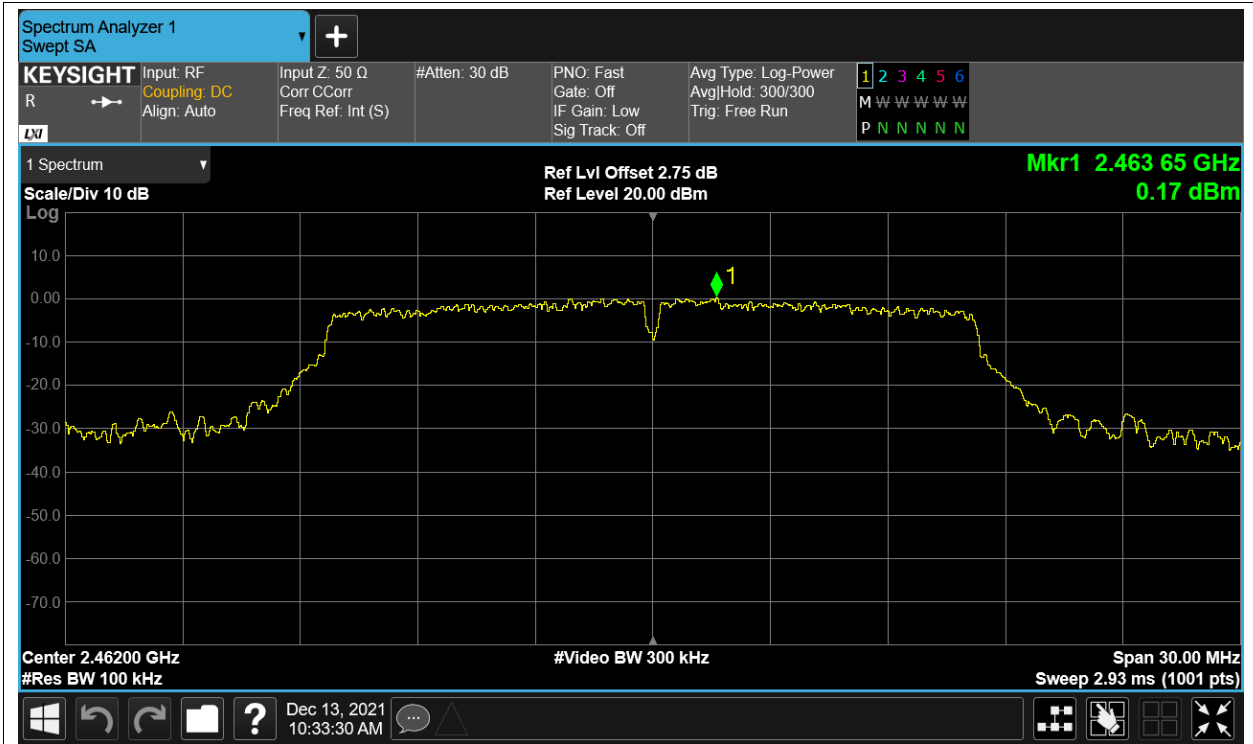 Spectrum Analyzer 1
Swept SA
KEYSIGHT
R
LXI
Input: RF
Coupling: DC
Align: Auto
Input Z: 50 Ω
Corr CCorr
Freq Ref: Int (S)
#Atten: 30 dB
PNO: Fast
Gate: Off
IF Gain: Low
Sig Track: Off
Avg Type: Log-Power
Avg|Hold: 300/300
Trig: Free Run
1 2 3 4 5 6
M W W W W W
P N N N N N
1 Spectrum
Ref Lvl Offset 2.75 dB
Mkr1 2.463 65 GHz
Scale/Div 10 dB
Ref Level 20.00 dBm
0.17 dBm
Log
10.0
1
0.00
-10.0
-20.0
-30.0
-40.0
-50.0
-60.0
-70.0
Center 2.46200 GHz
#Video BW 300 kHz
Span 30.00 MHz
#Res BW 100 kHz
Sweep 2.93 ms (1001 pts)
?
Dec 13, 2021
10:33:30 AM